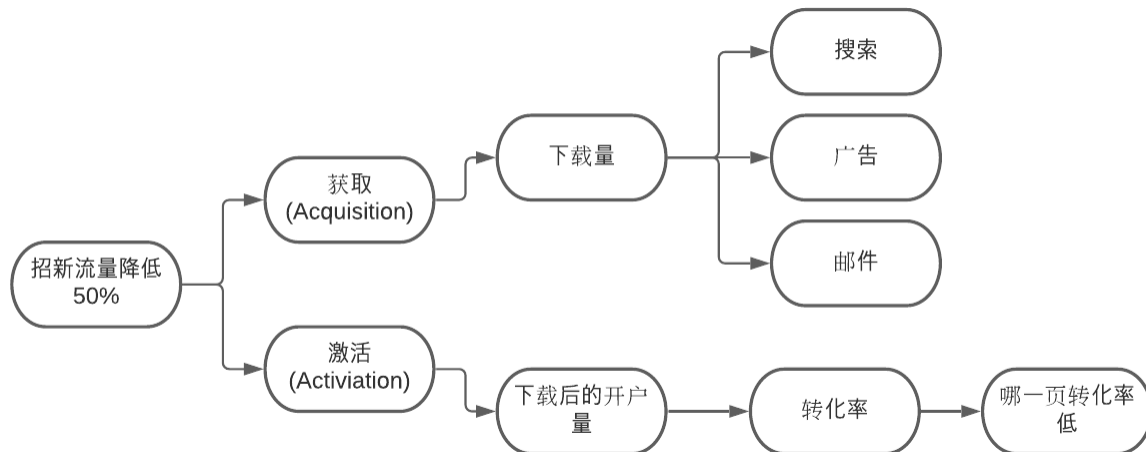 招新流量降低
50%
获取
(Acquisition)
下载量
搜索
广告
邮件
激活
(Activiation)
下载后的开户
量
转化率
哪一页转化率
低